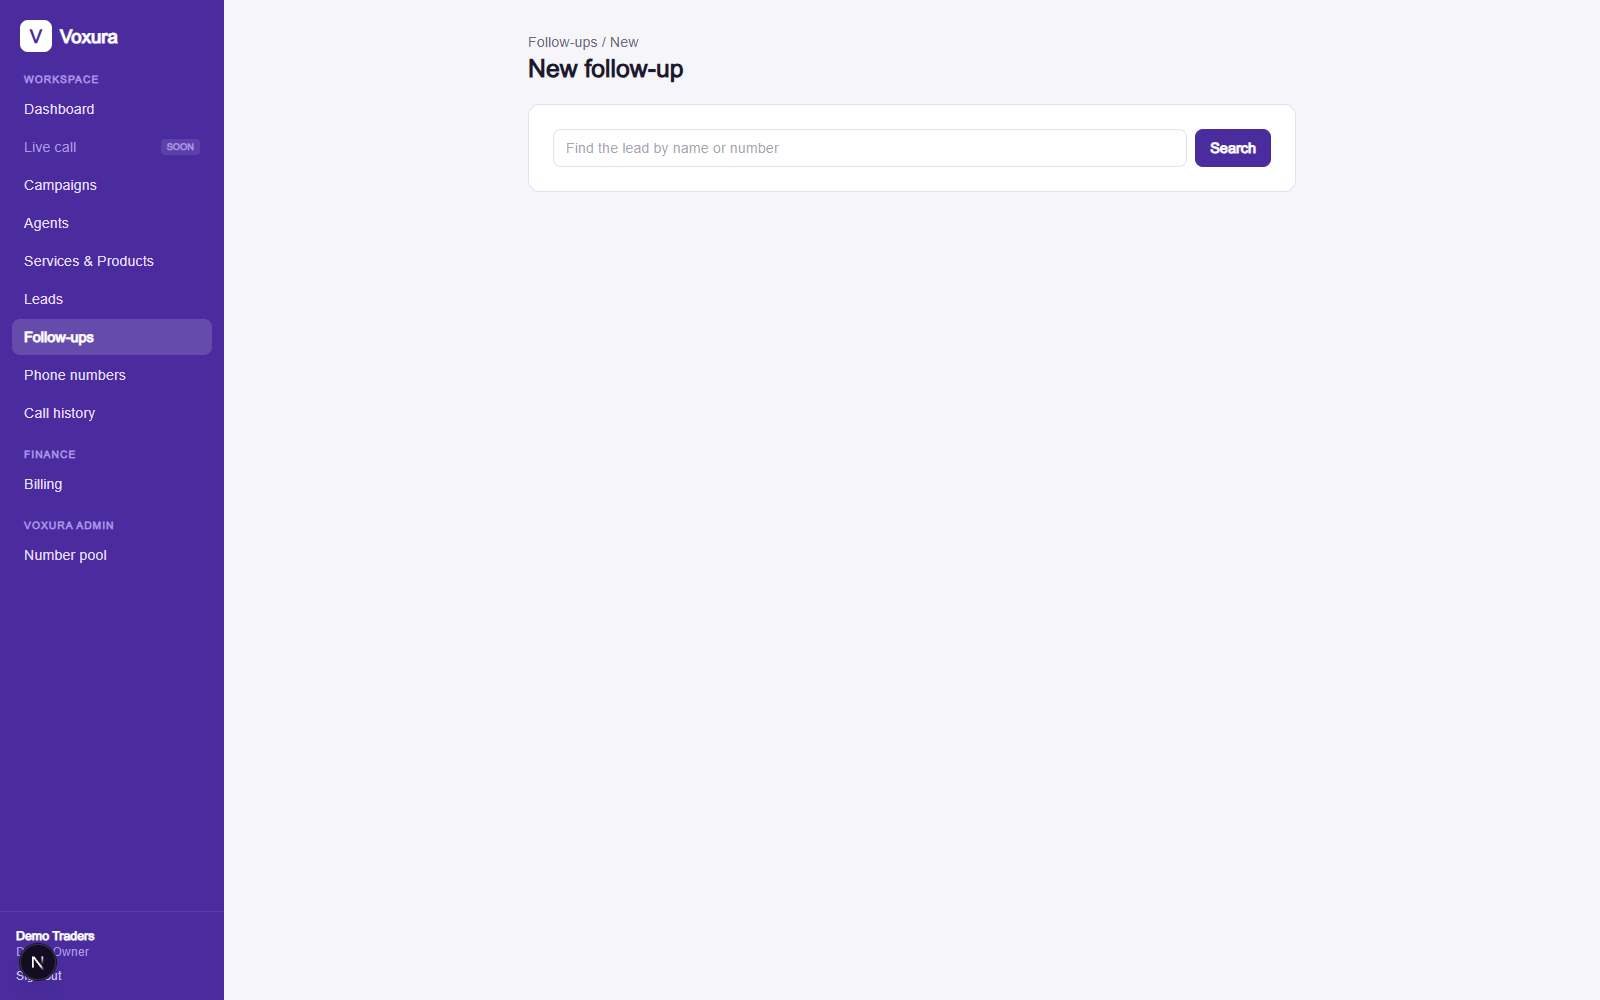 V Voxura
WORKSPACE
Dashboard
Live call SOON
Campaigns
Agents
Services & Products
Leads
Follow-ups
Phone numbers
Call history
FINANCE
Billing
VOXURA ADMIN
Number pool
Demo Traders
Owner
N
Follow-ups / New
New follow-up
Find the lead by name or number
Search